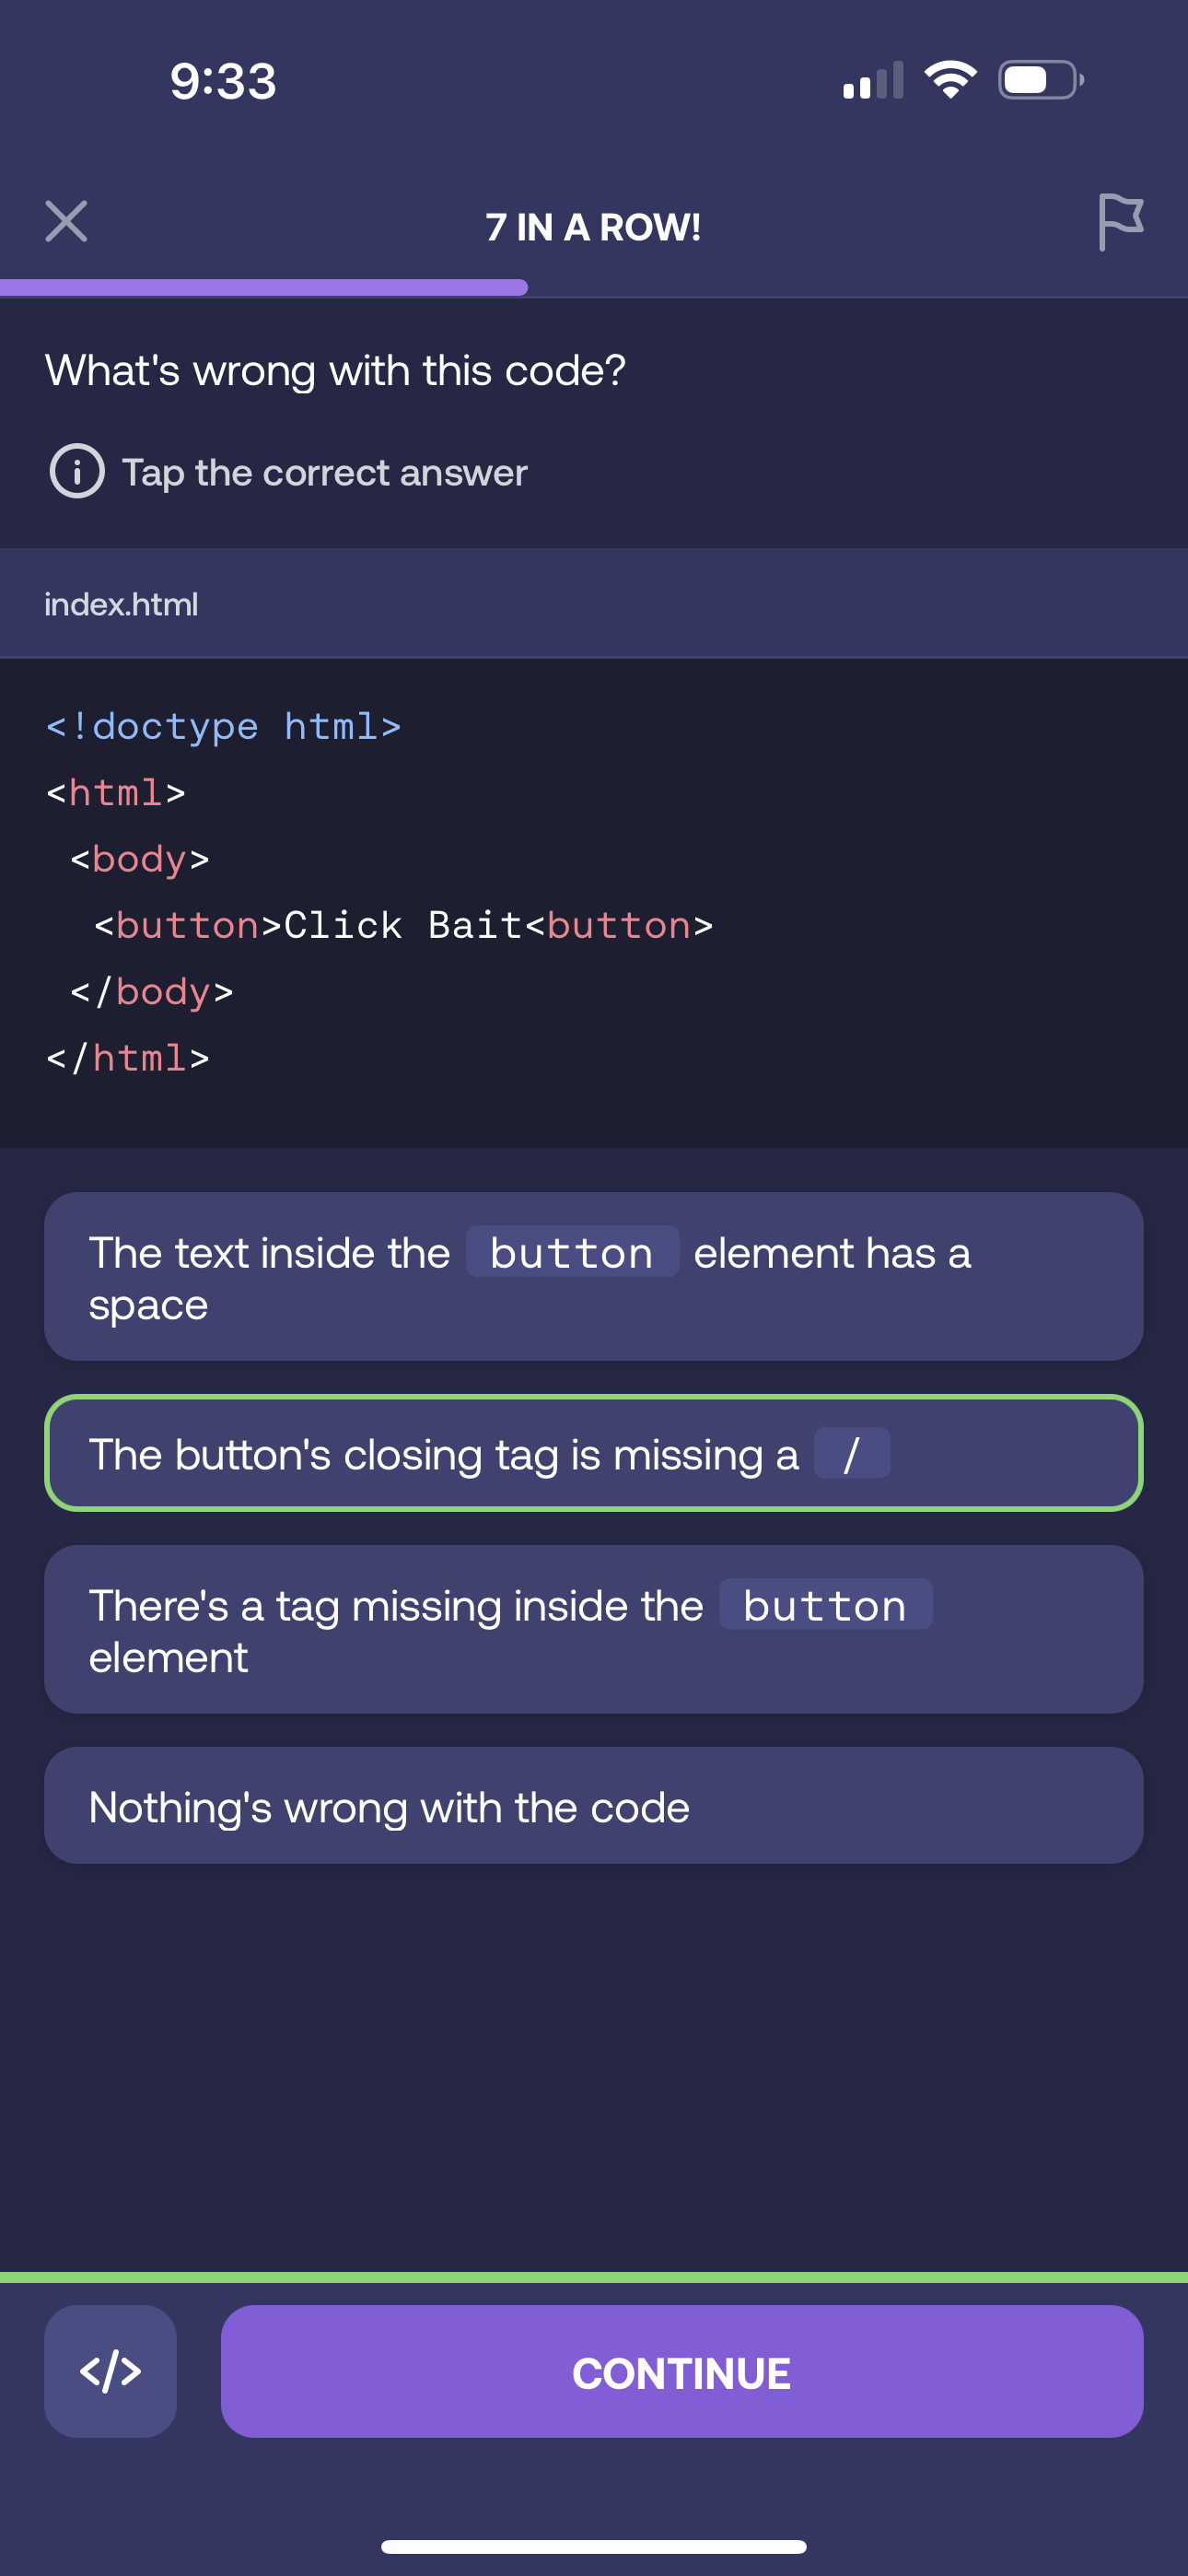 9:33
7 IN A ROW!
What's wrong with this code?
Tap the correct answer
index.html
<!doctype html>
<html>
 <body>
  <button>Click Bait<button>
 </body>
</html>
The text inside the button element has a
space
The button's closing tag is missing a /
There's a tag missing inside the button
element
Nothing's wrong with the code
</>
CONTINUE